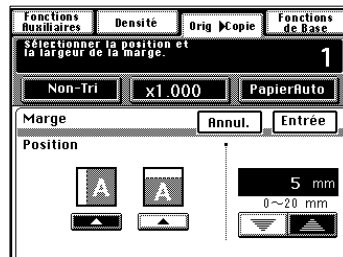 Fonctions Auxiliaires
Densité
Orig ▶Copie
Fonctions de Base
Sélectionner la position et
la largeur de la marge.
1
Non-Tri
x1.000
PapierAuto
Marge
Annul.
Entrée
Position
A
A
5 mm
0~20 mm